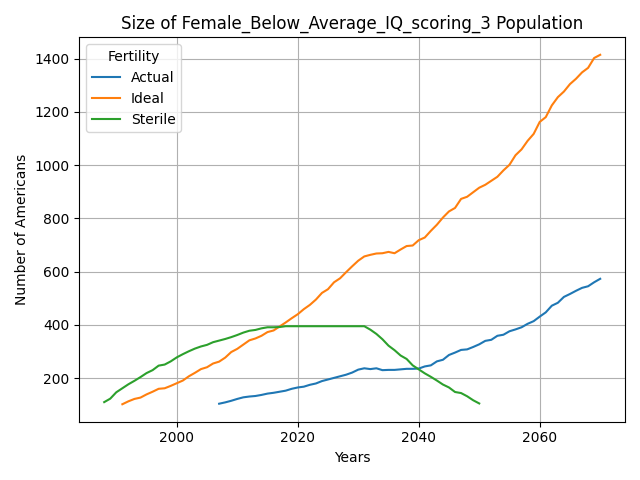 Size of Female_Below_Average_IQ_scoring_3 Population
Fertility
Actual
Ideal
Sterile
Number of Americans
1400
1200
1000
800
600
400
200
2000
2020
2040
2060
Years